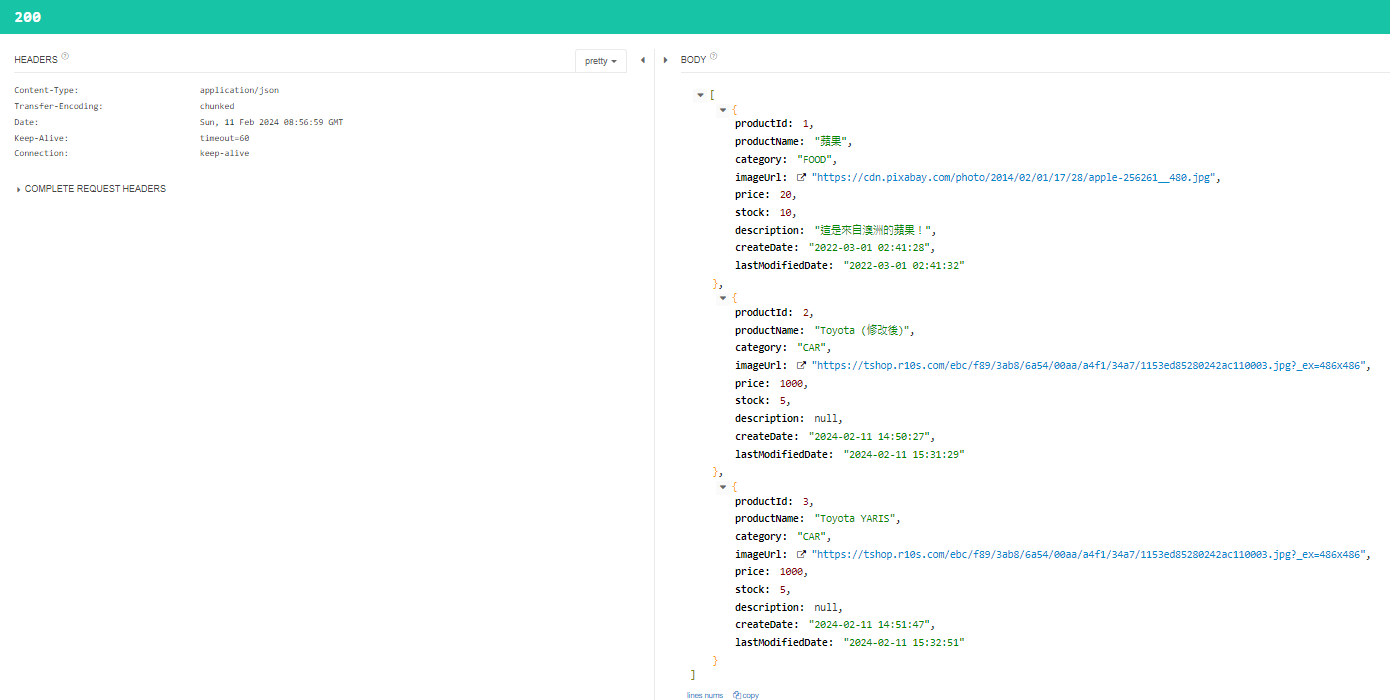 200
HEADERS ?
pretty
BODY ?
Content-Type: application/json
Transfer-Encoding: chunked
Date: Sun, 11 Feb 2024 08:56:59 GMT
Keep-Alive: timeout=60
Connection: keep-alive
COMPLETE REQUEST HEADERS
[
{
productId: 1,
productName: "蘋果",
category: "FOOD",
imageUrl: "https://cdn.pixabay.com/photo/2014/02/01/17/28/apple-256261__480.jpg",
price: 20,
stock: 10,
description: "這是來自澳洲的蘋果！",
createDate: "2022-03-01 02:41:28",
lastModifiedDate: "2022-03-01 02:41:32"
},
{
productId: 2,
productName: "Toyota (修改後)",
category: "CAR",
imageUrl: "https://tshop.r10s.com/ebc/f89/3ab8/6a54/00aa/a4f1/34a7/1153ed85280242ac110003.jpg?_ex=486x486",
price: 1000,
stock: 5,
description: null,
createDate: "2024-02-11 14:50:27",
lastModifiedDate: "2024-02-11 15:31:29"
},
{
productId: 3,
productName: "Toyota YARIS",
category: "CAR",
imageUrl: "https://tshop.r10s.com/ebc/f89/3ab8/6a54/00aa/a4f1/34a7/1153ed85280242ac110003.jpg?_ex=486x486",
price: 1000,
stock: 5,
description: null,
createDate: "2024-02-11 14:51:47",
lastModifiedDate: "2024-02-11 15:32:51"
}
]
lines nums copy